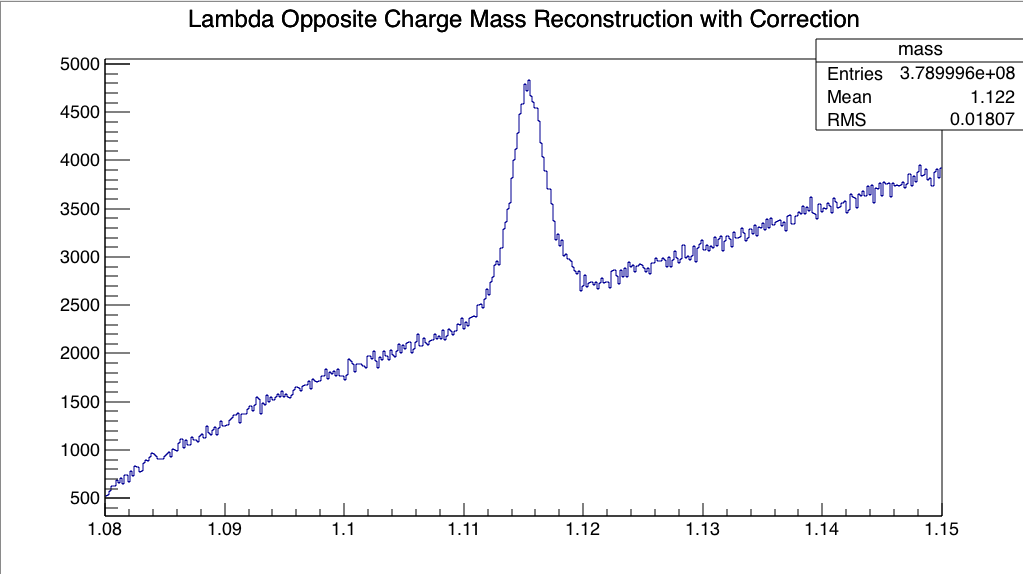 Lambda Opposite Charge Mass Reconstruction with Correction
mass
Entries 3.789996e+08
Mean 1.122
RMS 0.01807
5000
4500
4000
3500
3000
2500
2000
1500
1000
500
1.08 1.09 1.1 1.11 1.12 1.13 1.14 1.15